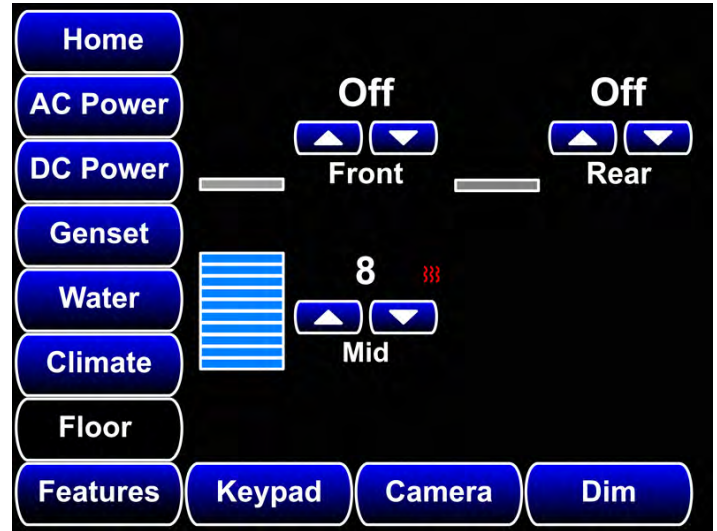 Home
AC Power
DC Power
Genset
Water
Climate
Floor
Features
Off
Front
Off
Rear
8
Mid
Keypad
Camera
Dim